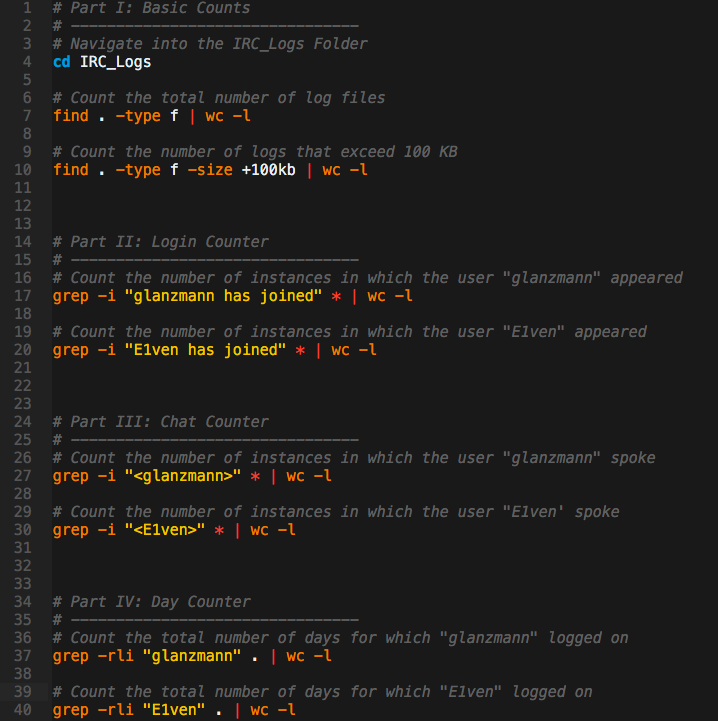 1 # Part I: Basic Counts
2 # --------------------------------
3 # Navigate into the IRC_Logs Folder
4 cd IRC_Logs
5
6 # Count the total number of log files
7 find . -type f | wc -l
8
9 # Count the number of logs that exceed 100 KB
10 find . -type f -size +100kb | wc -l
11
12
13
14 # Part II: Login Counter
15 # --------------------------------
16 # Count the number of instances in which the user "glanzmann" appeared
17 grep -i "glanzmann has joined" * | wc -l
18
19 # Count the number of instances in which the user "E1ven" appeared
20 grep -i "E1ven has joined" * | wc -l
21
22
23
24 # Part III: Chat Counter
25 # --------------------------------
26 # Count the number of instances in which the user "glanzmann" spoke
27 grep -i "<glanzmann>" * | wc -l
28
29 # Count the number of instances in which the user "E1ven' spoke
30 grep -i "<E1ven>" * | wc -l
31
32
33
34 # Part IV: Day Counter
35 # --------------------------------
36 # Count the total number of days for which "glanzmann" logged on
37 grep -rli "glanzmann" . | wc -l
38
39 # Count the total number of days for which "E1ven" logged on
40 grep -rli "E1ven" . | wc -l